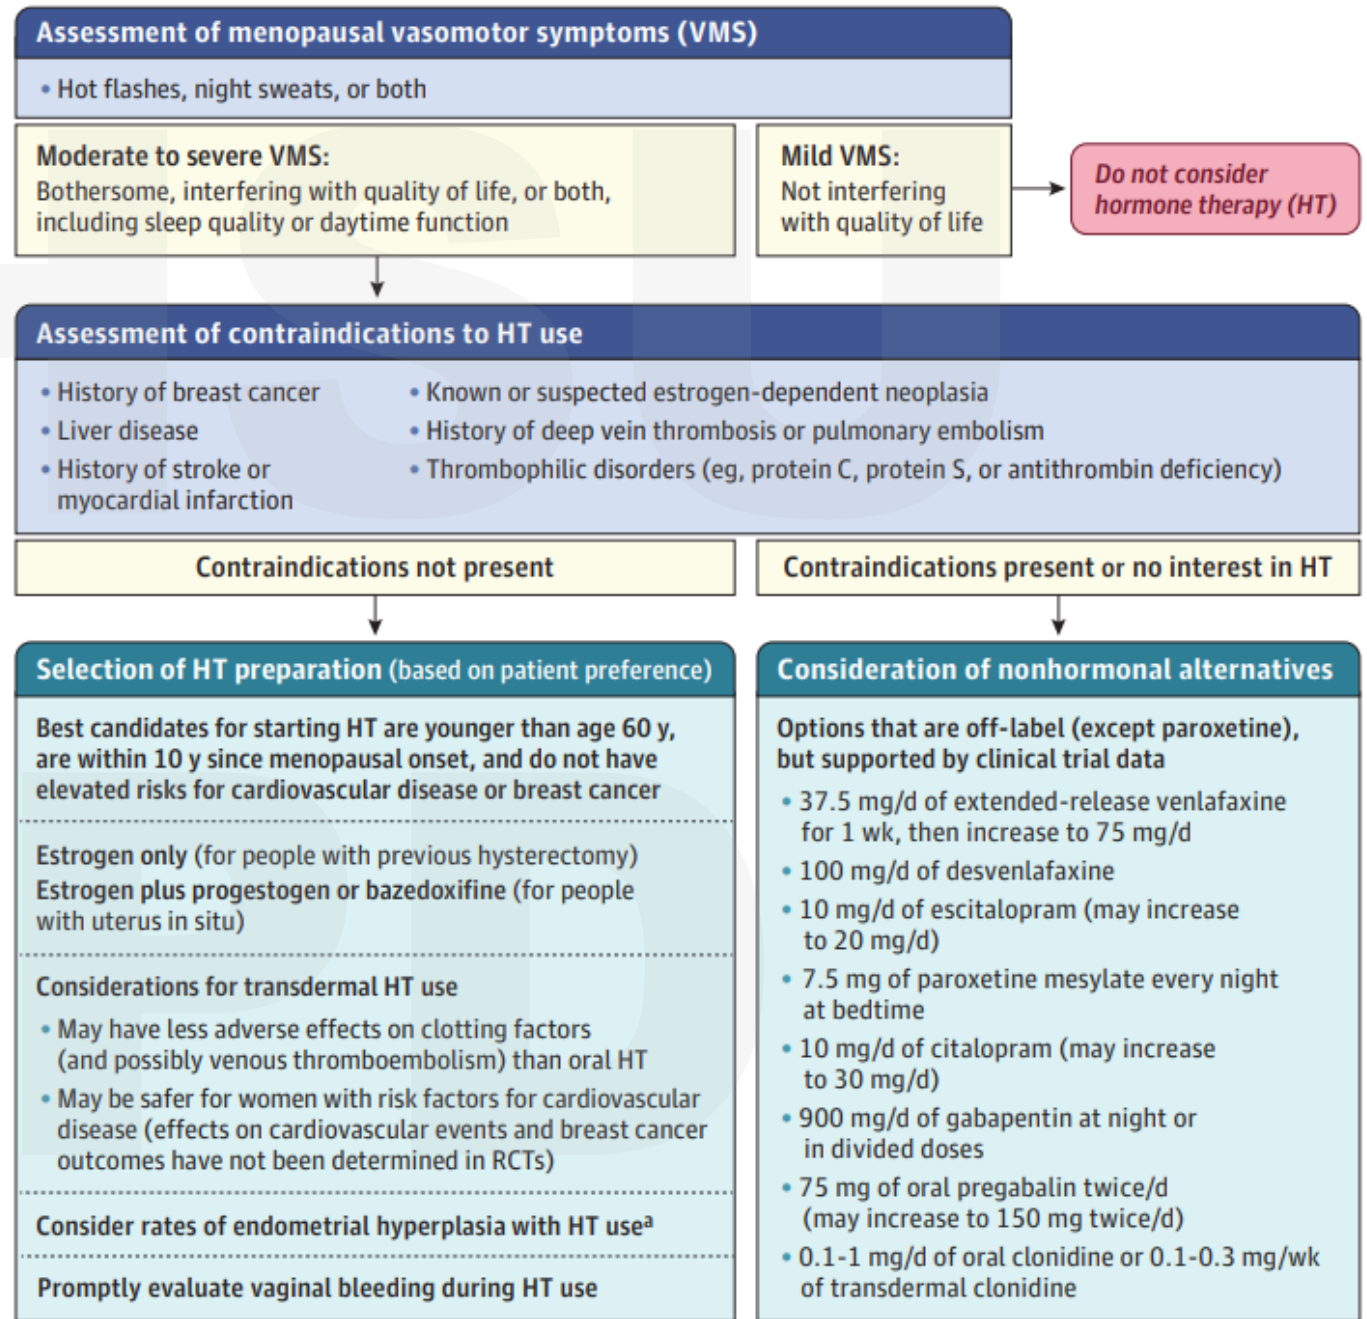 Assessment of menopausal vasomotor symptoms (VMS)
• Hot flashes, night sweats, or both
Moderate to severe VMS:
Bothersome, interfering with quality of life, or both,
including sleep quality or daytime function
Mild VMS:
Not interfering
with quality of life
Do not consider
hormone therapy (HT)
Assessment of contraindications to HT use
• History of breast cancer
• Liver disease
• History of stroke or
myocardial infarction
• Known or suspected estrogen-dependent neoplasia
• History of deep vein thrombosis or pulmonary embolism
• Thrombophilic disorders (eg, protein C, protein S, or antithrombin deficiency)
Contraindications not present
Contraindications present or no interest in HT
Selection of HT preparation (based on patient preference)
Best candidates for starting HT are younger than age 60 y,
are within 10 y since menopausal onset, and do not have
elevated risks for cardiovascular disease or breast cancer
Estrogen only (for people with previous hysterectomy)
Estrogen plus progestogen or bazedoxifine (for people
with uterus in situ)
Considerations for transdermal HT use
• May have less adverse effects on clotting factors
(and possibly venous thromboembolism) than oral HT
• May be safer for women with risk factors for cardiovascular
disease (effects on cardiovascular events and breast cancer
outcomes have not been determined in RCTs)
Consider rates of endometrial hyperplasia with HT useᵃ
Promptly evaluate vaginal bleeding during HT use
Consideration of nonhormonal alternatives
Options that are off-label (except paroxetine),
but supported by clinical trial data
• 37.5 mg/d of extended-release venlafaxine
for 1 wk, then increase to 75 mg/d
• 100 mg/d of desvenlafaxine
• 10 mg/d of escitalopram (may increase
to 20 mg/d)
• 7.5 mg of paroxetine mesylate every night
at bedtime
• 10 mg/d of citalopram (may increase
to 30 mg/d)
• 900 mg/d of gabapentin at night or
in divided doses
• 75 mg of oral pregabalin twice/d
(may increase to 150 mg twice/d)
• 0.1-1 mg/d of oral clonidine or 0.1-0.3 mg/wk
of transdermal clonidine